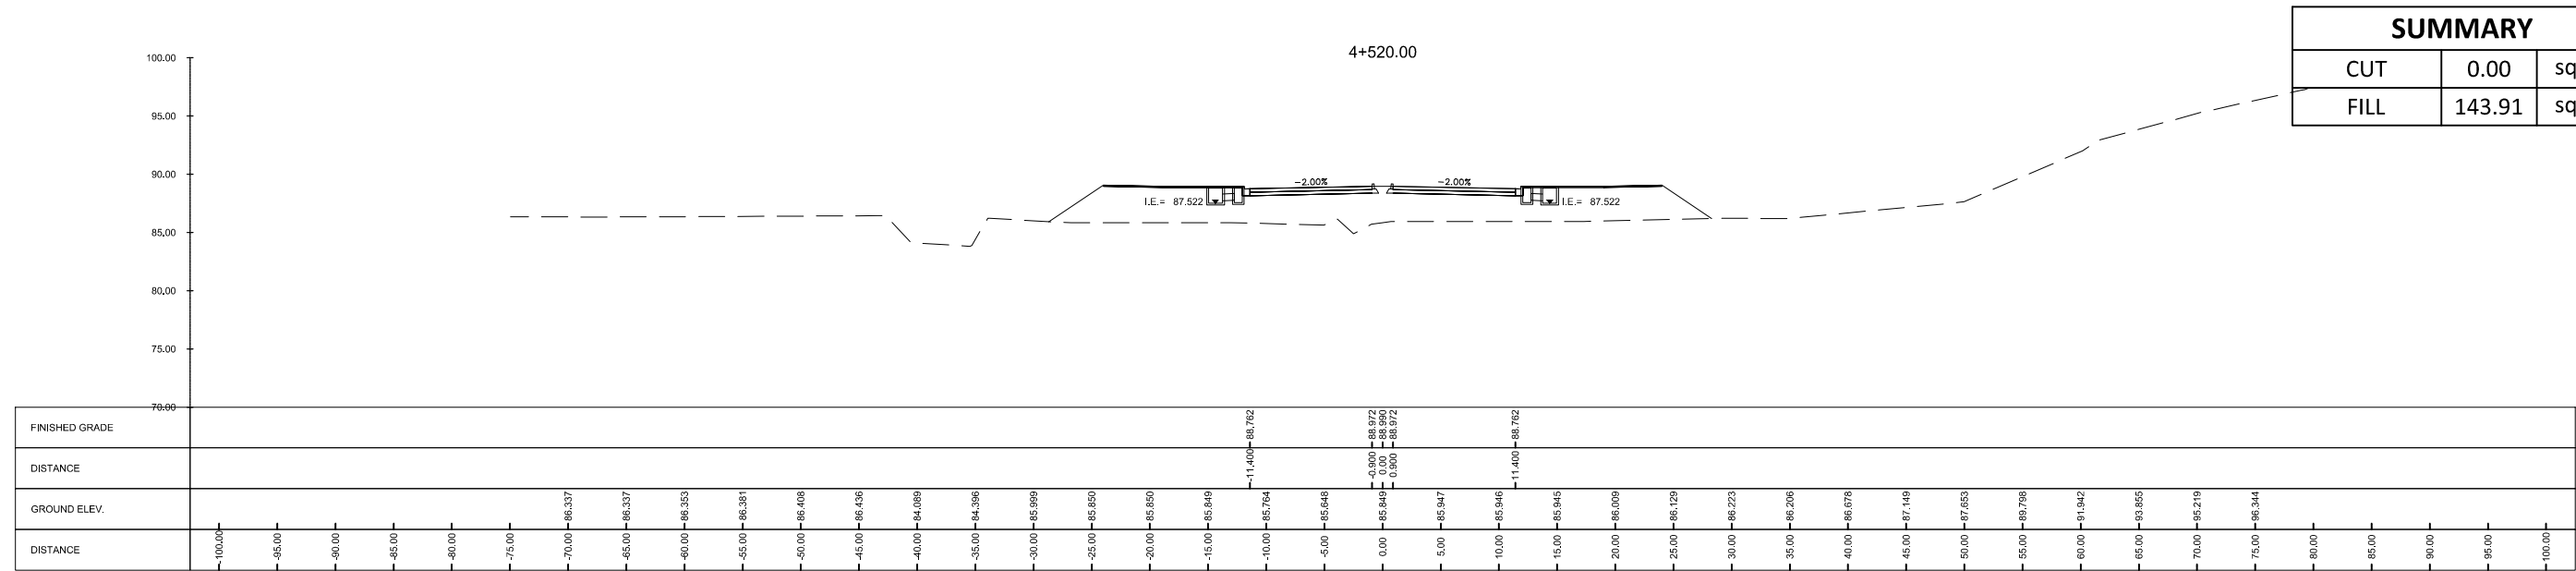 SUMMARY
CUT 0.00 sq
FILL 143.91 sq
4+520.00
100.00
95.00
90.00
85.00
80.00
75.00
70.00
-2.00% -2.00%
I.E.= 87.522 I.E.= 87.522
FINISHED GRADE 88.762 88.972 88.990 88.972 88.762
DISTANCE -11.400 -0.900 0.00 0.900 11.400
GROUND ELEV. 86.337 86.337 86.353 86.381 86.408 86.436 84.089 84.396 85.999 85.850 85.850 85.849 85.764 85.648 85.849 85.947 85.946 85.945 86.009 86.129 86.223 86.206 86.678 87.149 87.653 89.798 91.942 93.855 95.219 96.344
DISTANCE -100.00 -95.00 -90.00 -85.00 -80.00 -75.00 -70.00 -65.00 -60.00 -55.00 -50.00 -45.00 -40.00 -35.00 -30.00 -25.00 -20.00 -15.00 -10.00 -5.00 0.00 5.00 10.00 15.00 20.00 25.00 30.00 35.00 40.00 45.00 50.00 55.00 60.00 65.00 70.00 75.00 80.00 85.00 90.00 95.00 100.00